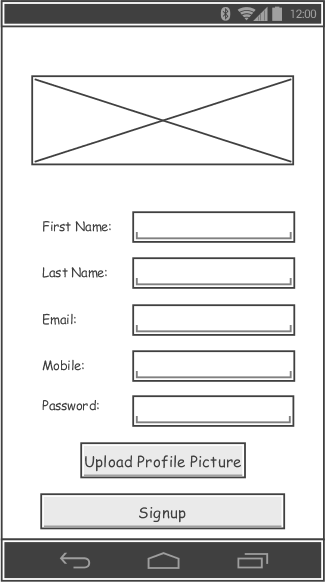 12:00
First Name:
Last Name:
Email:
Mobile:
Password:
Upload Profile Picture
Signup